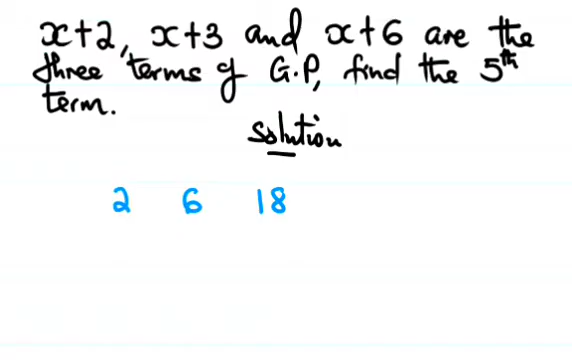 x+2, x+3 and x+6 are the
three terms of G.P, find the 5th
term.
Solution
2 6 18